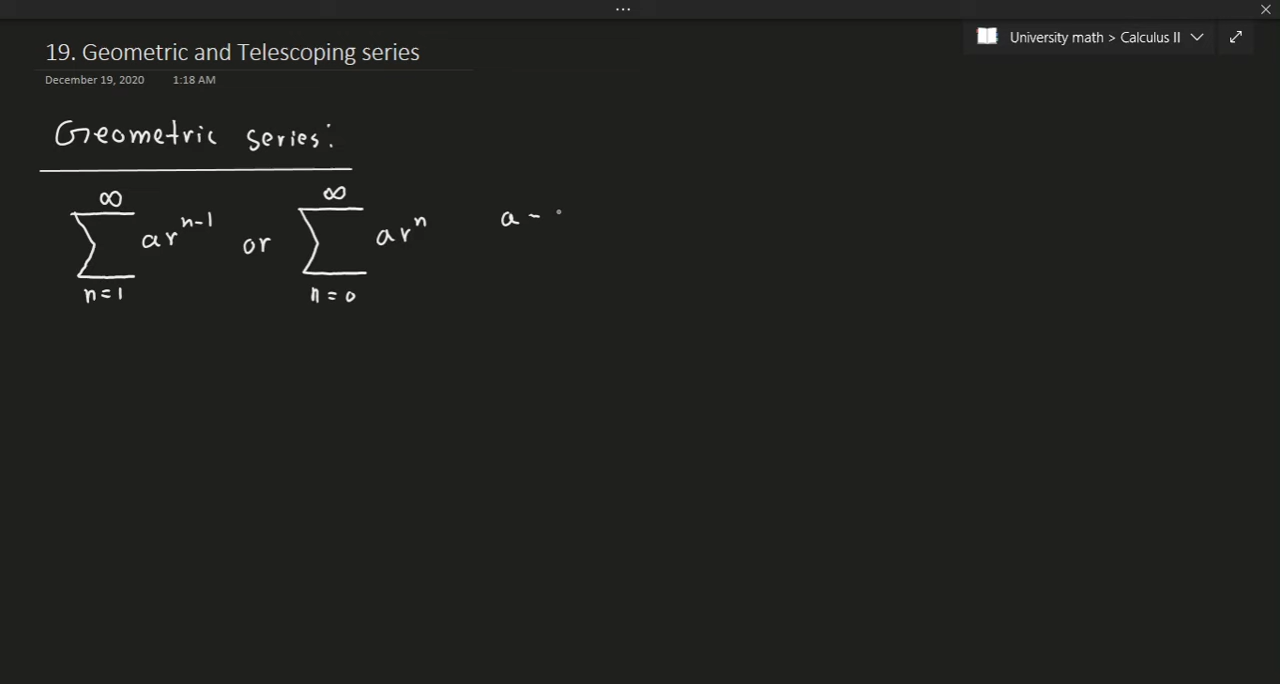 ...
19. Geometric and Telescoping series
University math > Calculus II
December 19, 2020 1:18 AM
Geometric series:
∞ ∑ n=1 ar^(n-1) or ∞ ∑ n=0 ar^n a -